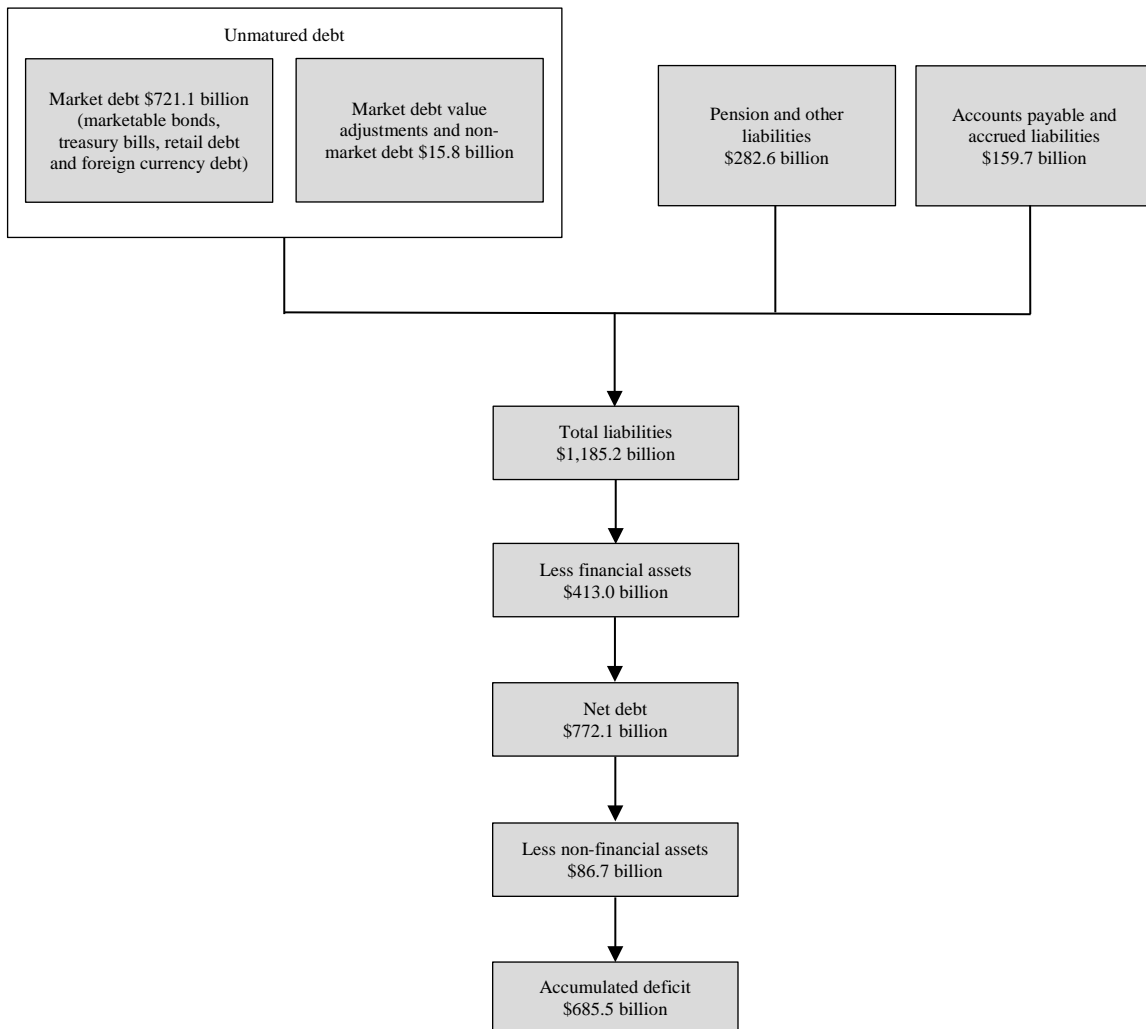 Unmatured debt
Market debt $721.1 billion
(marketable bonds,
treasury bills, retail debt
and foreign currency debt)
Market debt value
adjustments and non-
market debt $15.8 billion
Pension and other
liabilities
$282.6 billion
Accounts payable and
accrued liabilities
$159.7 billion
Total liabilities
$1,185.2 billion
Less financial assets
$413.0 billion
Net debt
$772.1 billion
Less non-financial assets
$86.7 billion
Accumulated deficit
$685.5 billion